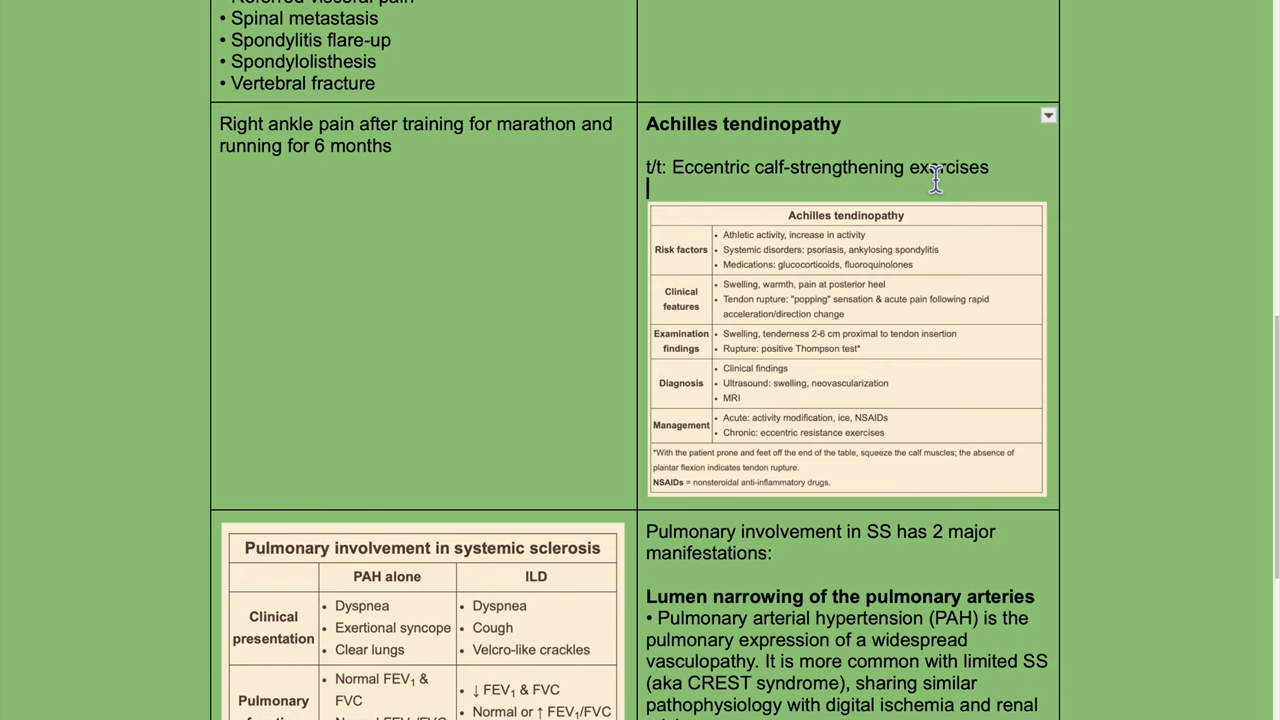 Referred visceral pain
• Spinal metastasis
• Spondylitis flare-up
• Spondylolisthesis
• Vertebral fracture
Right ankle pain after training for marathon and
running for 6 months
Achilles tendinopathy
t/t: Eccentric calf-strengthening exercises
Achilles tendinopathy
Risk factors
• Athletic activity, increase in activity
• Systemic disorders: psoriasis, ankylosing spondylitis
• Medications: glucocorticoids, fluoroquinolones
Clinical
features
• Swelling, warmth, pain at posterior heel
• Tendon rupture: "popping" sensation & acute pain following rapid
acceleration/direction change
Examination
findings
• Swelling, tenderness 2-6 cm proximal to tendon insertion
• Rupture: positive Thompson test*
Diagnosis
• Clinical findings
• Ultrasound: swelling, neovascularization
• MRI
Management
• Acute: activity modification, ice, NSAIDs
• Chronic: eccentric resistance exercises
*With the patient prone and feet off the end of the table, squeeze the calf muscles; the absence of
plantar flexion indicates tendon rupture.
NSAIDs = nonsteroidal anti-inflammatory drugs.
Pulmonary involvement in systemic sclerosis
PAH alone
ILD
Clinical
presentation
• Dyspnea
• Exertional syncope
• Clear lungs
• Dyspnea
• Cough
• Velcro-like crackles
Pulmonary
• Normal FEV₁ &
FVC
• ↓ FEV₁ & FVC
• Normal or ↑ FEV₁/FVC
Pulmonary involvement in SS has 2 major
manifestations:
Lumen narrowing of the pulmonary arteries
• Pulmonary arterial hypertension (PAH) is the
pulmonary expression of a widespread
vasculopathy. It is more common with limited SS
(aka CREST syndrome), sharing similar
pathophysiology with digital ischemia and renal